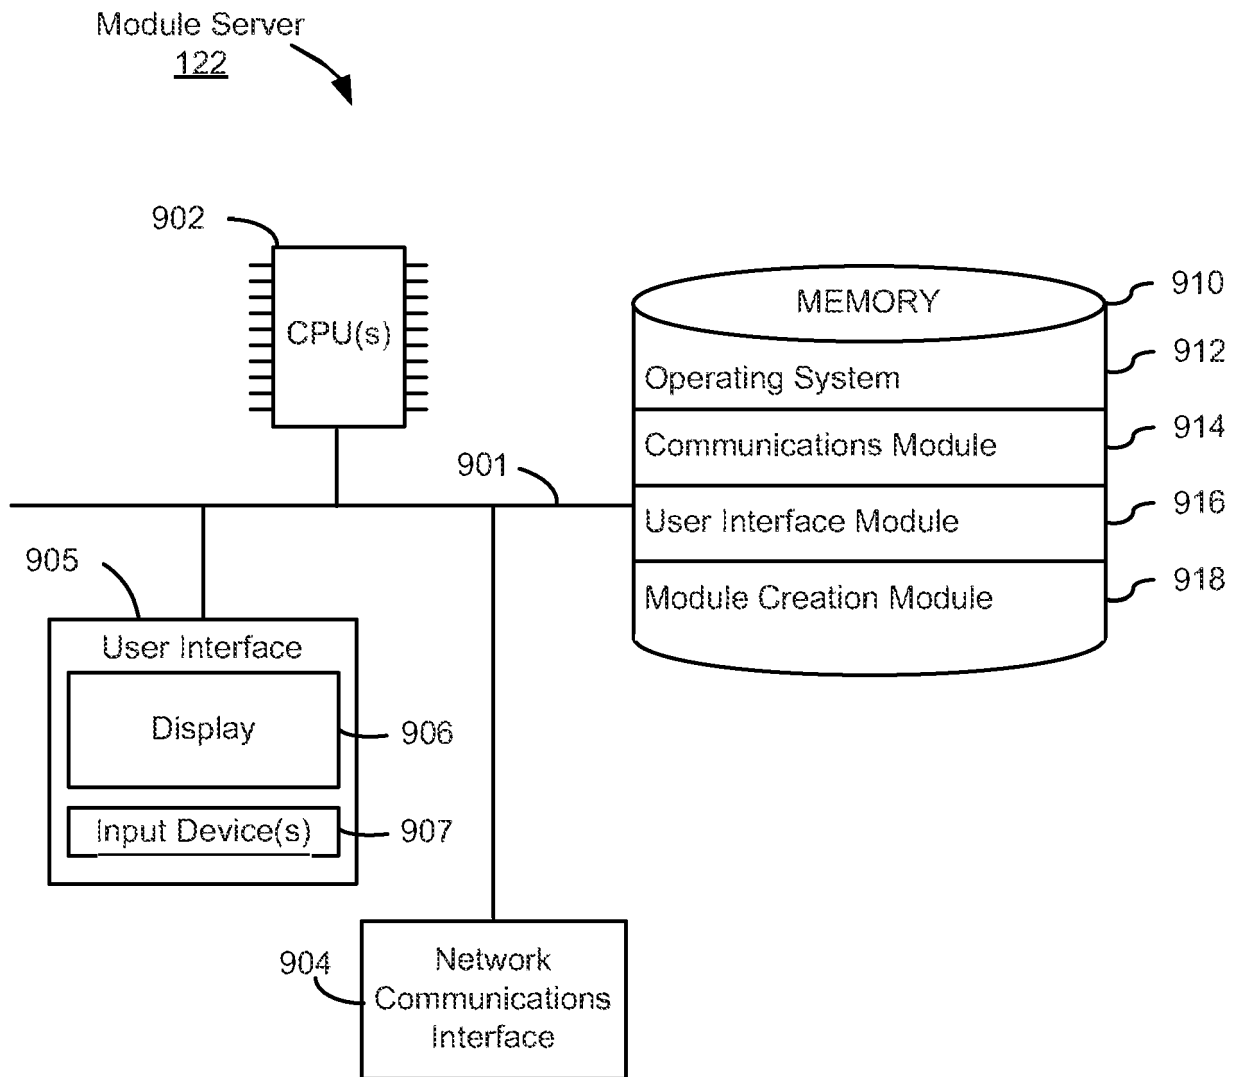 Module Server
122
902
CPU(s)
MEMORY
910
Operating System
912
Communications Module
914
901
User Interface Module
916
Module Creation Module
918
905
User Interface
Display
906
Input Device(s)
907
904
Network
Communications
Interface